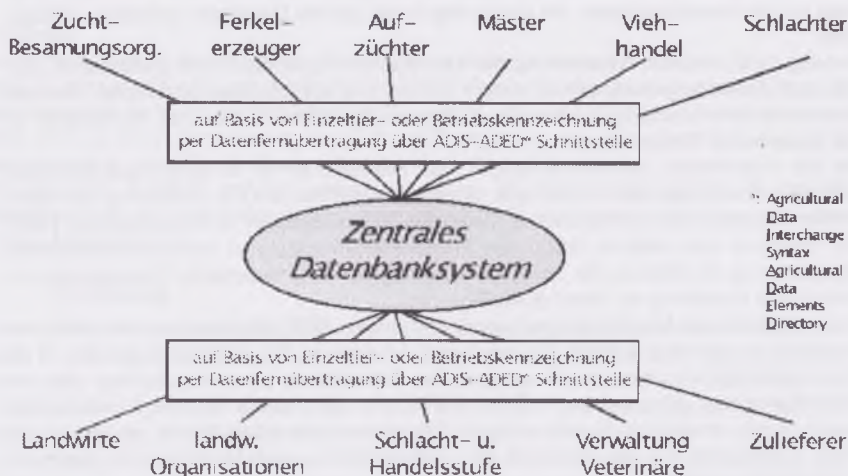 Zucht- Ferkel- Auf- Mäster Vieh- Schlachter
Besamungsorg. erzeuger züchter handel
auf Basis von Einzeltier- oder Betriebskennzeichnung
per Datenfernübertragung über ADIS-ADED* Schnittstelle
Zentrales
Datenbanksystem
*: Agricultural
Data
Interchange
Syntax
Agricultural
Data
Elements
Directory
auf Basis von Einzeltier- oder Betriebskennzeichnung
per Datenfernübertragung über ADIS-ADED* Schnittstelle
Landwirte landw. Schlacht- u. Verwaltung Zulieferer
Organisationen Handelsstufe Veterinäre